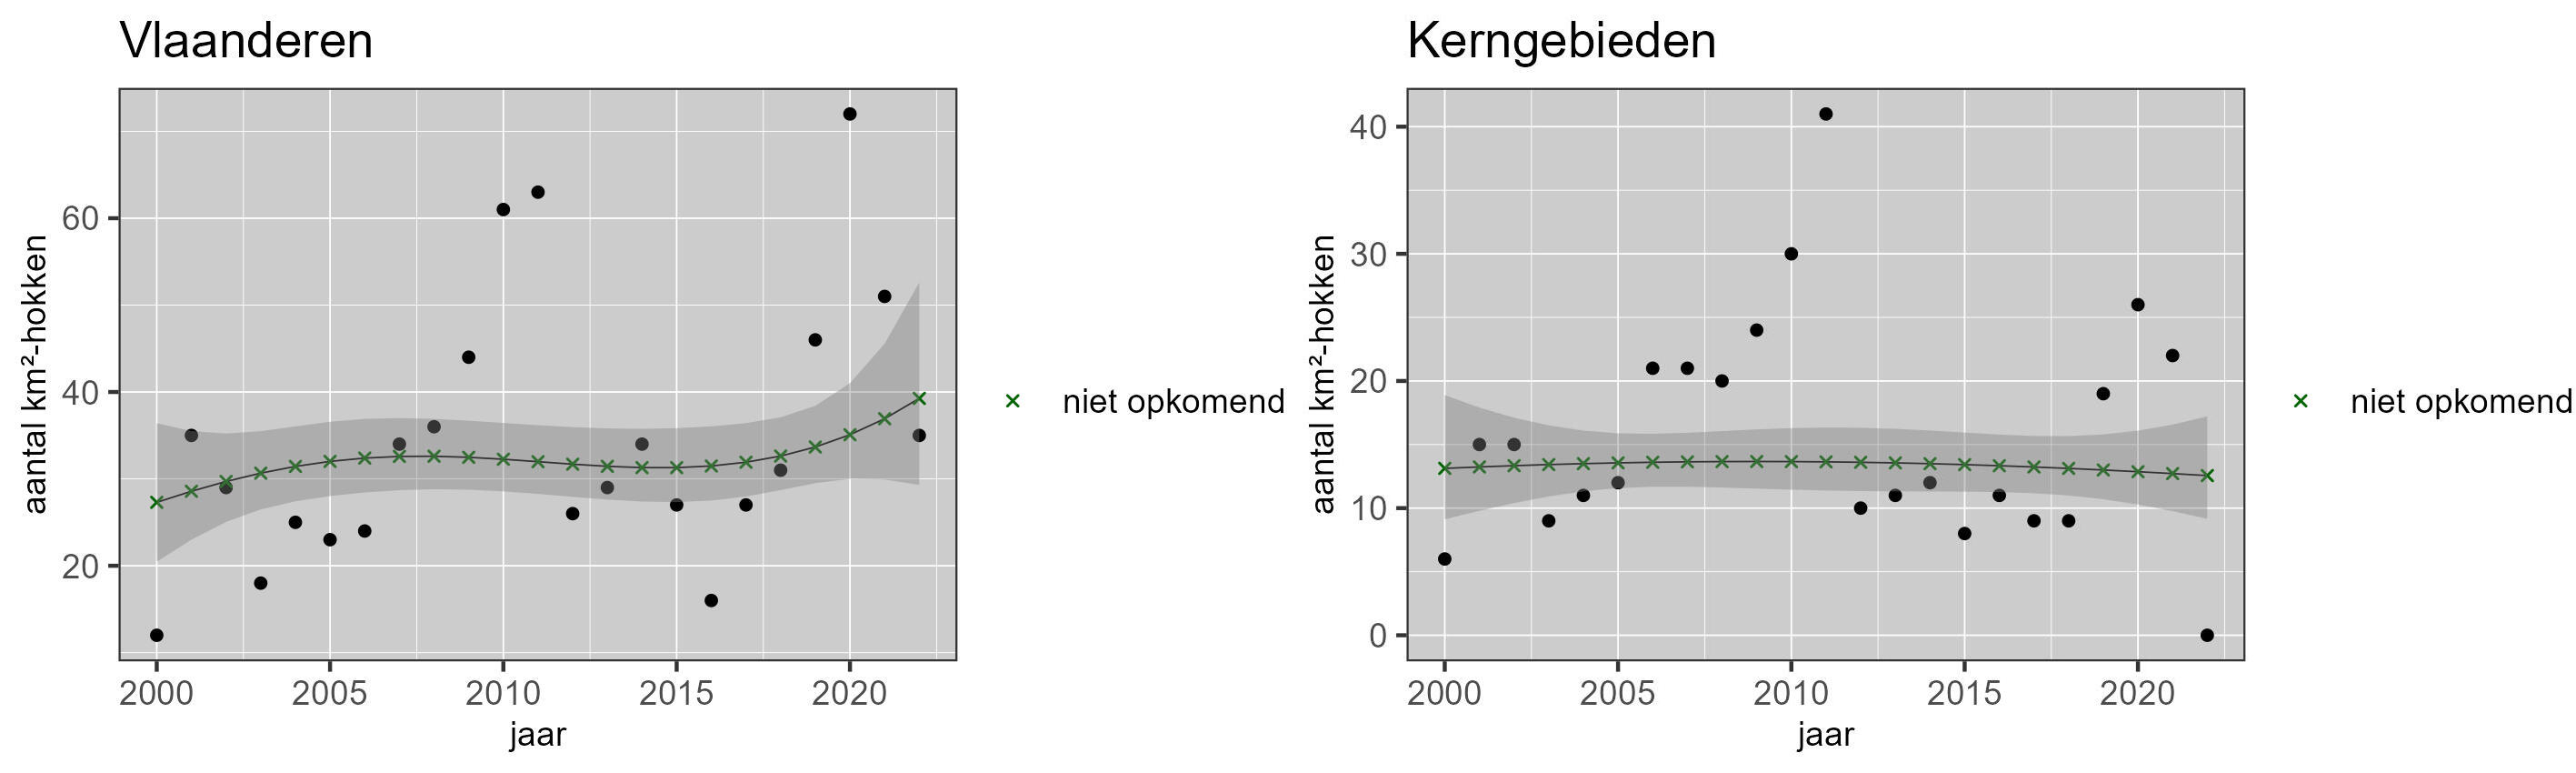 Vlaanderen
aantal km²-hokken
60
40
20
2000 2005 2010 2015 2020
jaar
niet opkomend
Kerngebieden
aantal km²-hokken
40
30
20
10
0
2000 2005 2010 2015 2020
jaar
niet opkomend